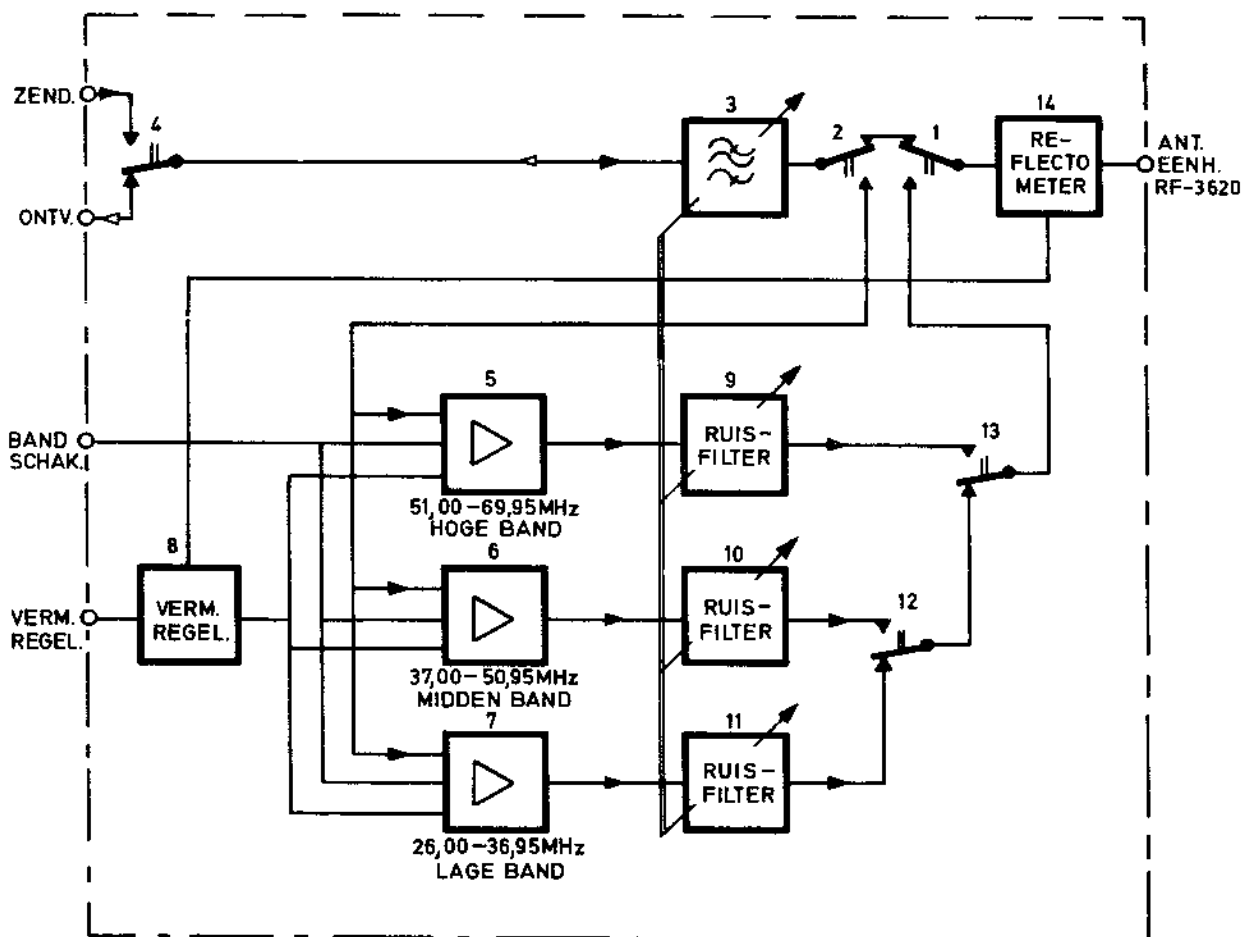 ZEND.
4
ONTV.
3
2
1
14
RE-
FLECTO
METER
ANT.
EENH.
RF-3620
BAND
SCHAK.
5
51,00-69,95MHz
HOGE BAND
9
RUIS-
FILTER
13
VERM.
REGEL.
8
VERM.
REGEL.
6
37,00-50,95MHz
MIDDEN BAND
10
RUIS-
FILTER
12
7
26,00-36,95MHz
LAGE BAND
11
RUIS-
FILTER